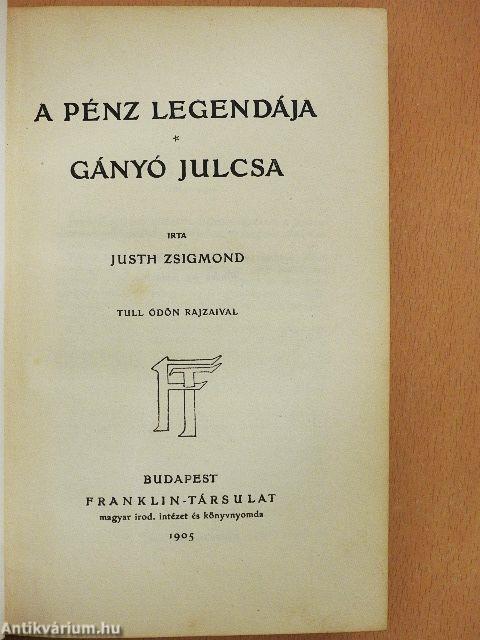 A PÉNZ LEGENDÁJA
*
GÁNYÓ JULCSA
IRTA
JUSTH ZSIGMOND
TULL ÖDÖN RAJZAIVAL
FT
BUDAPEST
FRANKLIN-TÁRSULAT
magyar irod. intézet és könyvnyomda
1905
Antikvárium.hu